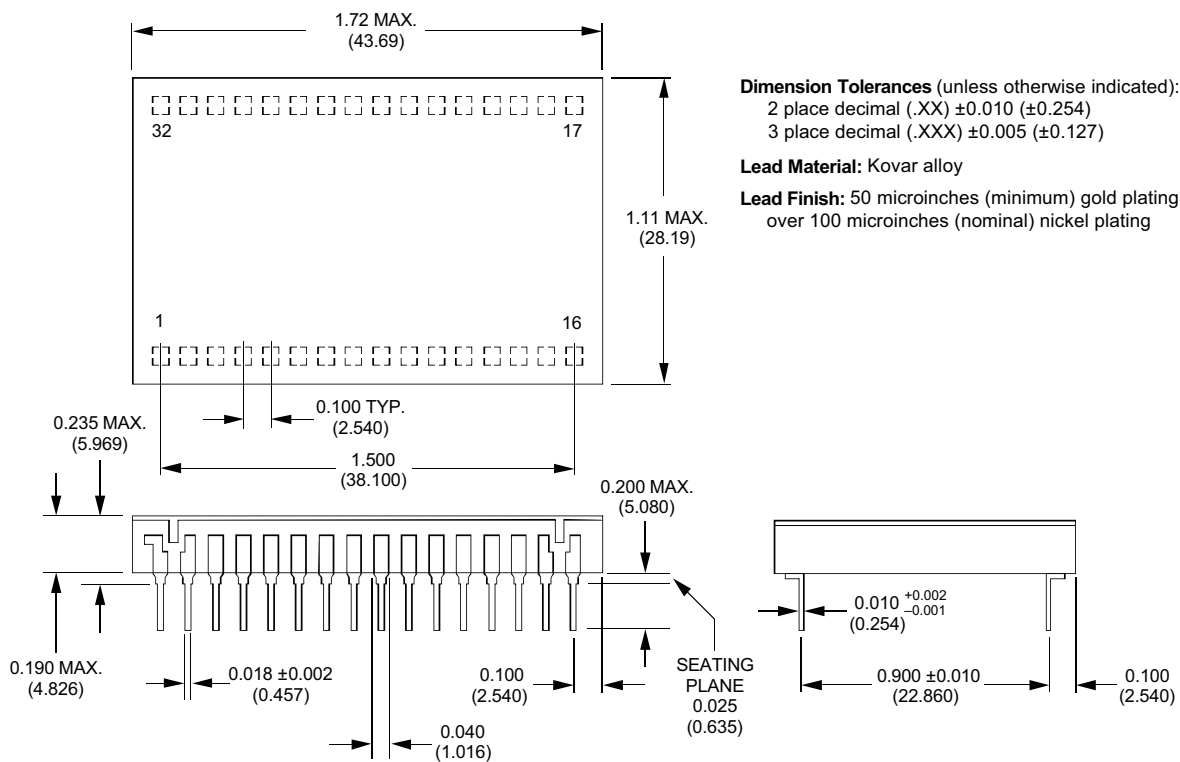 1.72 MAX.
(43.69)
Dimension Tolerances (unless otherwise indicated):
2 place decimal (.XX) ±0.010 (±0.254)
3 place decimal (.XXX) ±0.005 (±0.127)
Lead Material: Kovar alloy
Lead Finish: 50 microinches (minimum) gold plating
over 100 microinches (nominal) nickel plating
32
17
1.11 MAX.
(28.19)
1
16
0.100 TYP.
(2.540)
0.235 MAX.
(5.969)
1.500
(38.100)
0.200 MAX.
(5.080)
0.010 +0.002
–0.001
(0.254)
0.190 MAX.
(4.826)
0.018 ±0.002
(0.457)
0.100
(2.540)
SEATING
PLANE
0.025
(0.635)
0.900 ±0.010
(22.860)
0.100
(2.540)
0.040
(1.016)